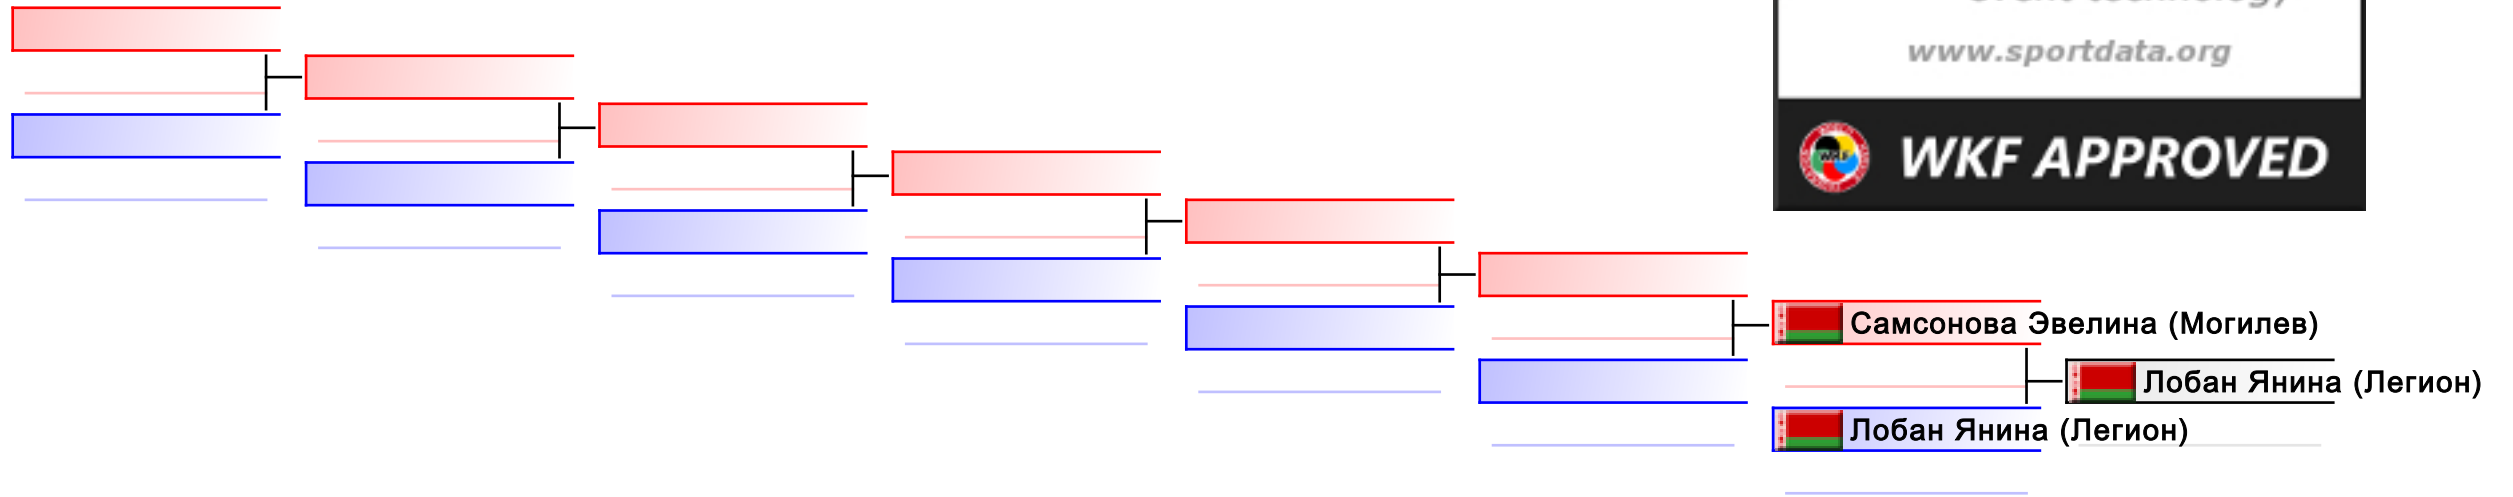 www.sportdata.org
WKF APPROVED
Самсонова Эвелина (Могилев)
Лобан Янина (Легион)
Лобан Янина (Легион)